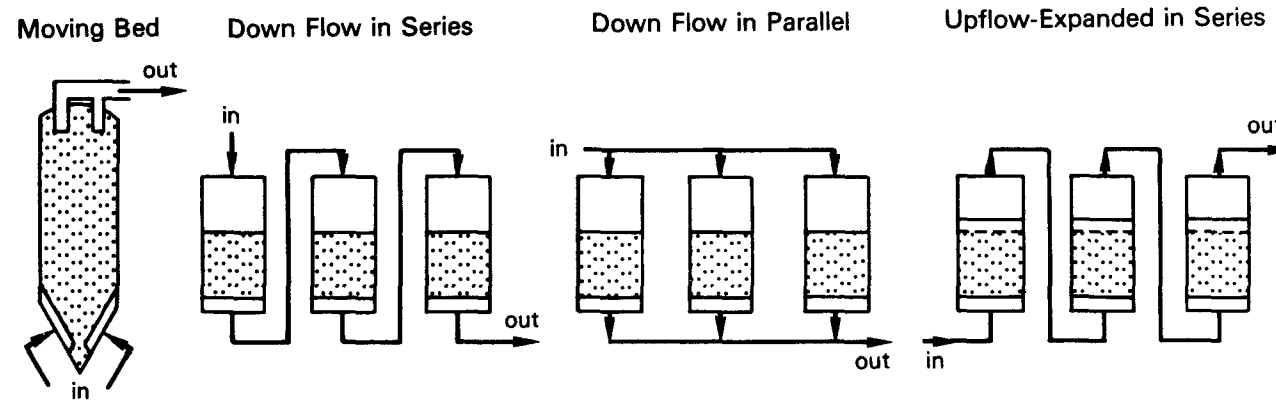 Moving Bed
out
in
Down Flow in Series
in
out
Down Flow in Parallel
in
out
Upflow-Expanded in Series
out
in